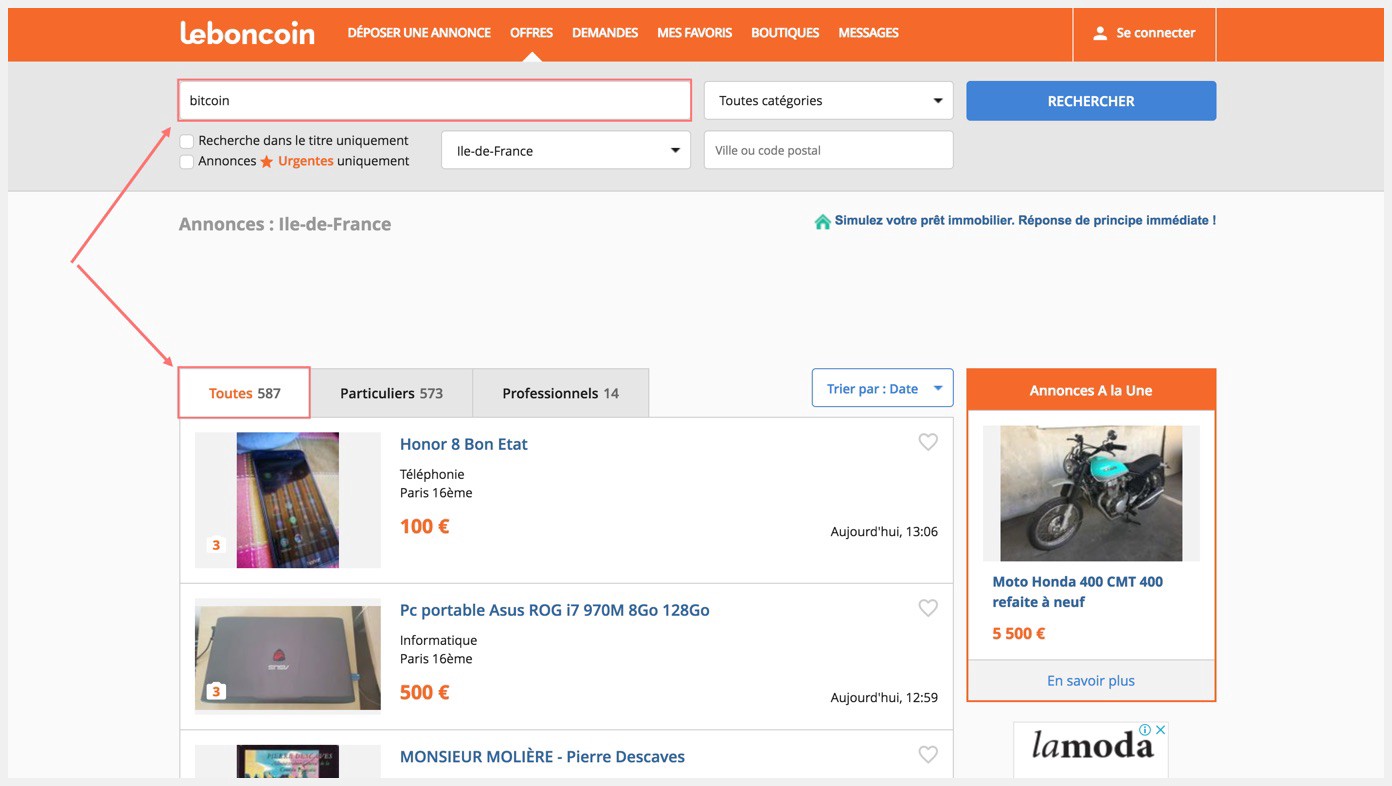 leboncoin
DÉPOSER UNE ANNONCE
OFFRES
DEMANDES
MES FAVORIS
BOUTIQUES
MESSAGES
Se connecter
bitcoin
Toutes catégories
RECHERCHER
Recherche dans le titre uniquement
Annonces Urgentes uniquement
Ile-de-France
Ville ou code postal
Annonces : Ile-de-France
Simulez votre prêt immobilier. Réponse de principe immédiate !
Toutes 587
Particuliers 573
Professionnels 14
Trier par : Date
Honor 8 Bon Etat
Téléphonie
Paris 16ème
100 €
3
Aujourd'hui, 13:06
Pc portable Asus ROG i7 970M 8Go 128Go
Informatique
Paris 16ème
500 €
3
Aujourd'hui, 12:59
MONSIEUR MOLIÈRE - Pierre Descaves
PIERRE DESCAVES
Annonces A la Une
Moto Honda 400 CMT 400
refaite à neuf
5 500 €
En savoir plus
lamoda